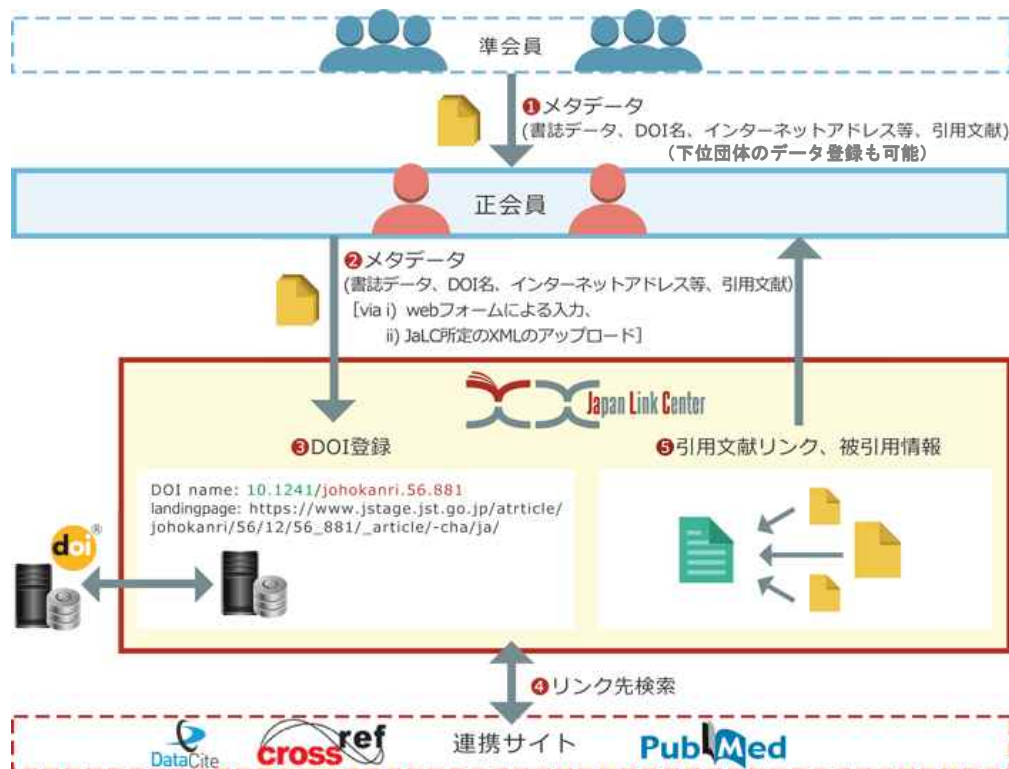 準会員
❶メタデータ
(書誌データ、DOI名、インターネットアドレス等、引用文献)
(下位団体のデータ登録も可能)
正会員
❷メタデータ
(書誌データ、DOI名、インターネットアドレス等、引用文献)
[via i) webフォームによる入力、
ii) JaLC所定のXMLのアップロード]
Japan Link Center
❸DOI登録
DOI name: 10.1241/johokanri.56.881
landingpage: https://www.jstage.jst.go.jp/atrticle/
johokanri/56/12/56_881/_article/-cha/ja/
doi®
❺引用文献リンク、被引用情報
❹リンク先検索
DataCite
crossref
連携サイト
PubMed